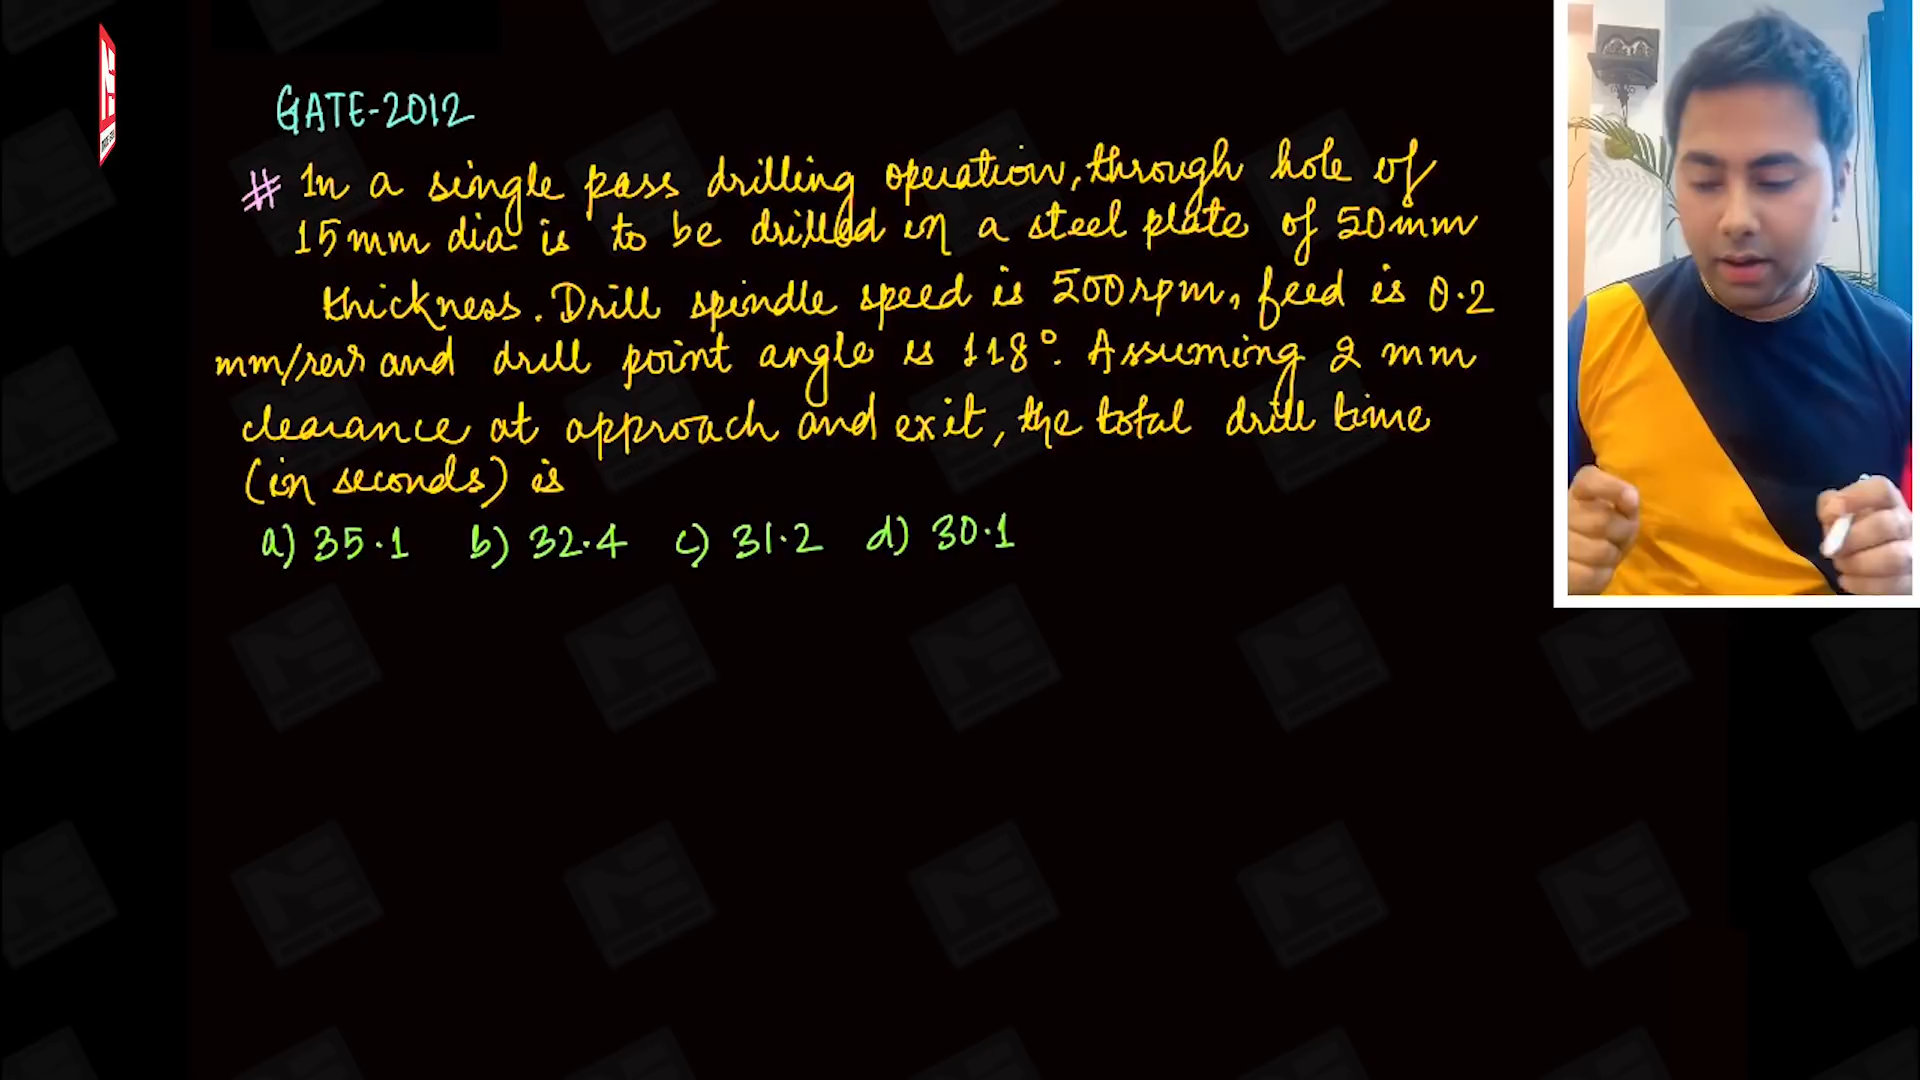 GATE-2012
# In a single pass drilling operation, through hole of
15mm dia is to be drilled in a steel plate of 50mm
thickness. Drill spindle speed is 500rpm, feed is 0.2
mm/rev and drill point angle is 118°. Assuming 2 mm
clearance at approach and exit, the total drill time
(in seconds) is
a) 35.1 b) 32.4 c) 31.2 d) 30.1